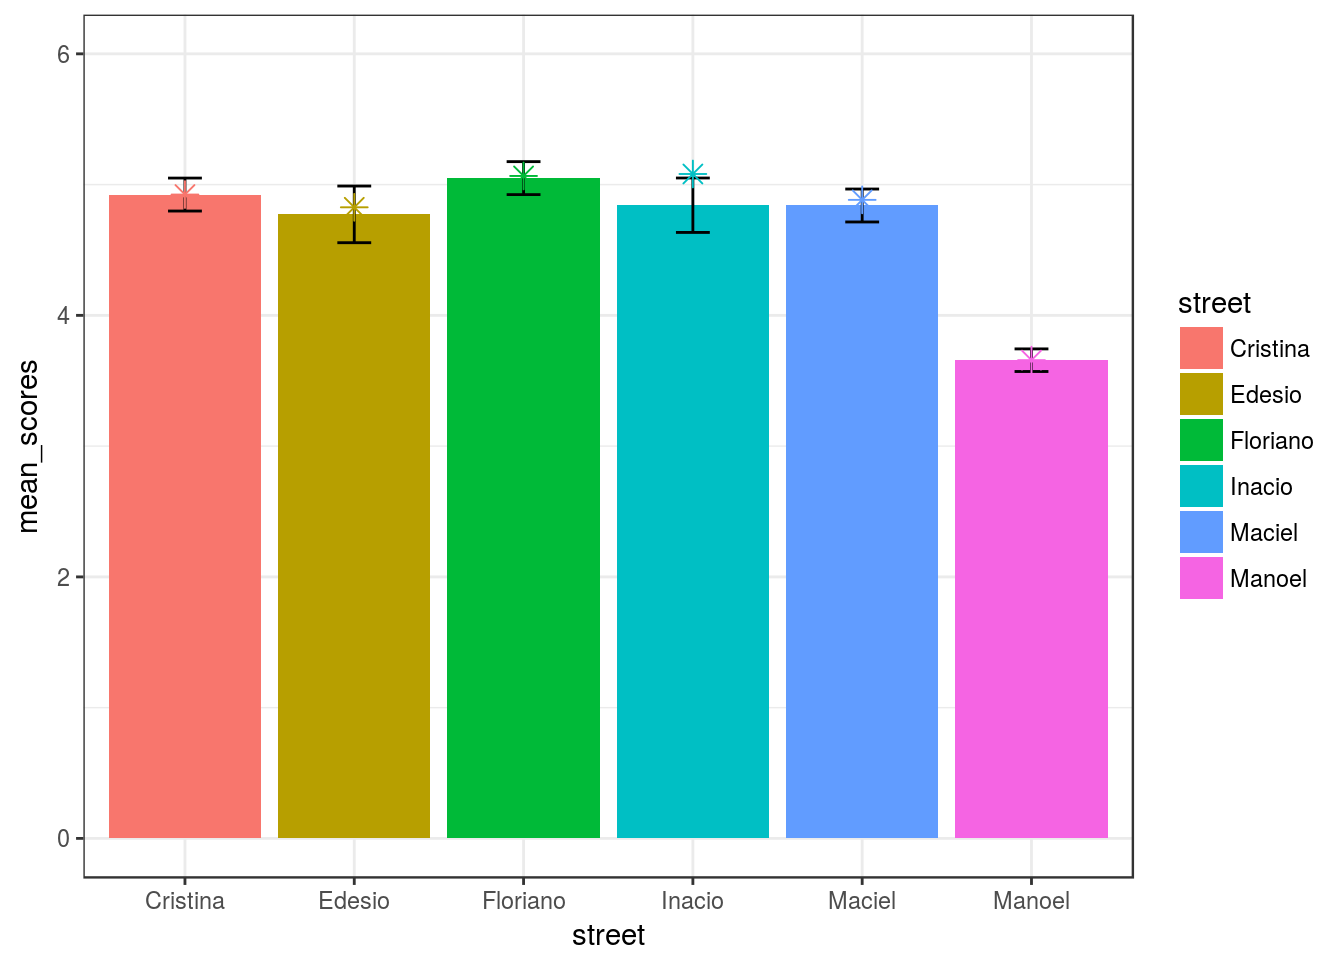 6
4
2
0
mean_scores
Cristina Edesio Floriano Inacio Maciel Manoel
street
street
Cristina
Edesio
Floriano
Inacio
Maciel
Manoel